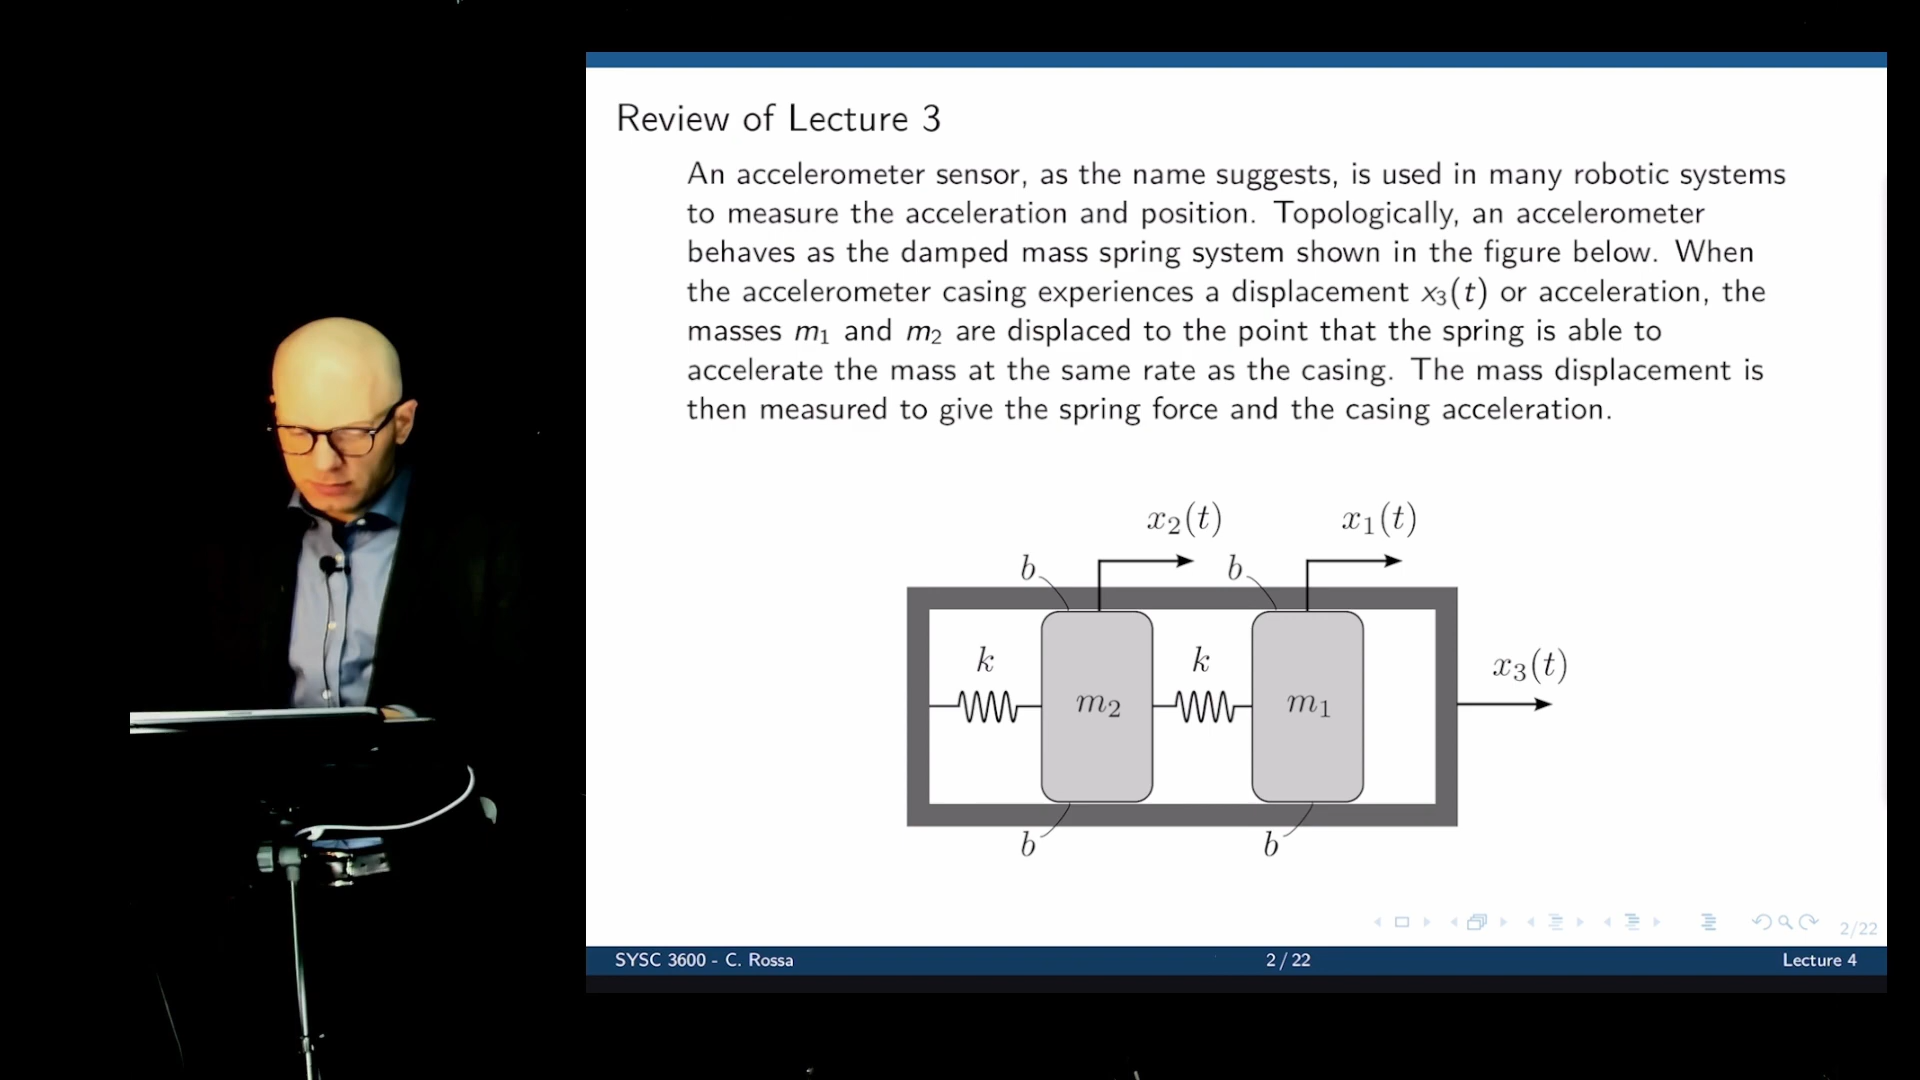 Review of Lecture 3
An accelerometer sensor, as the name suggests, is used in many robotic systems
to measure the acceleration and position. Topologically, an accelerometer
behaves as the damped mass spring system shown in the figure below. When
the accelerometer casing experiences a displacement x₃(t) or acceleration, the
masses m₁ and m₂ are displaced to the point that the spring is able to
accelerate the mass at the same rate as the casing. The mass displacement is
then measured to give the spring force and the casing acceleration.
x₂(t) x₁(t)
b b
k k x₃(t)
m₂ m₁
b b
2/22
SYSC 3600 - C. Rossa 2 / 22 Lecture 4